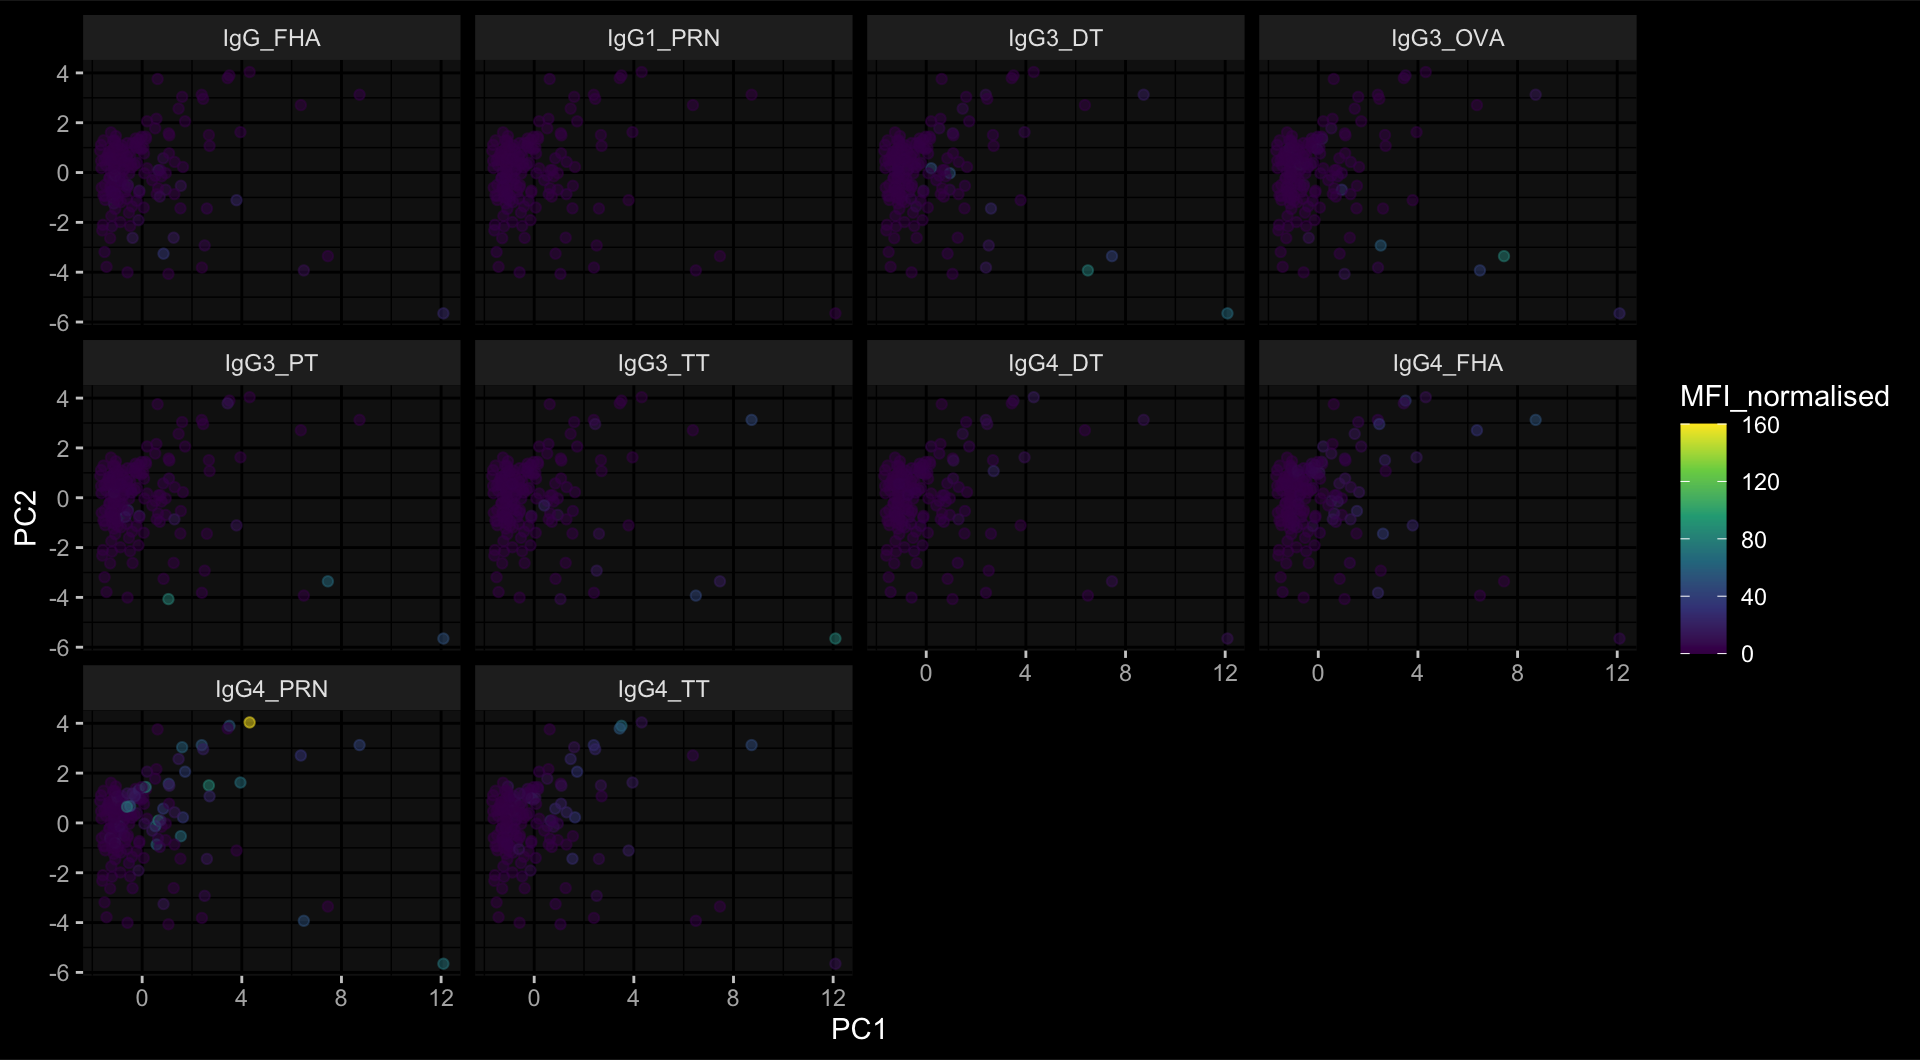 IgG_FHA
IgG1_PRN
IgG3_DT
IgG3_OVA
4
2
0
-2
-4
-6
IgG3_PT
IgG3_TT
IgG4_DT
IgG4_FHA
4
2
0
-2
-4
-6
0 4 8 12
0 4 8 12
IgG4_PRN
IgG4_TT
4
2
0
-2
-4
-6
0 4 8 12
0 4 8 12
PC1
PC2
MFI_normalised
160
120
80
40
0